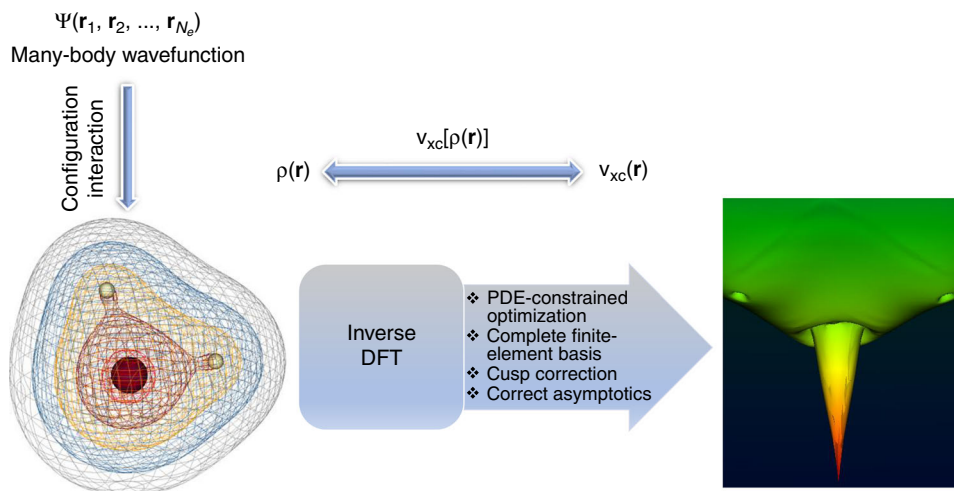 Ψ(r1, r2, ..., rNe)
Many-body wavefunction
Configuration
interaction
vxc[ρ(r)]
ρ(r)
vxc(r)
Inverse
DFT
❖ PDE-constrained
optimization
❖ Complete finite-
element basis
❖ Cusp correction
❖ Correct asymptotics